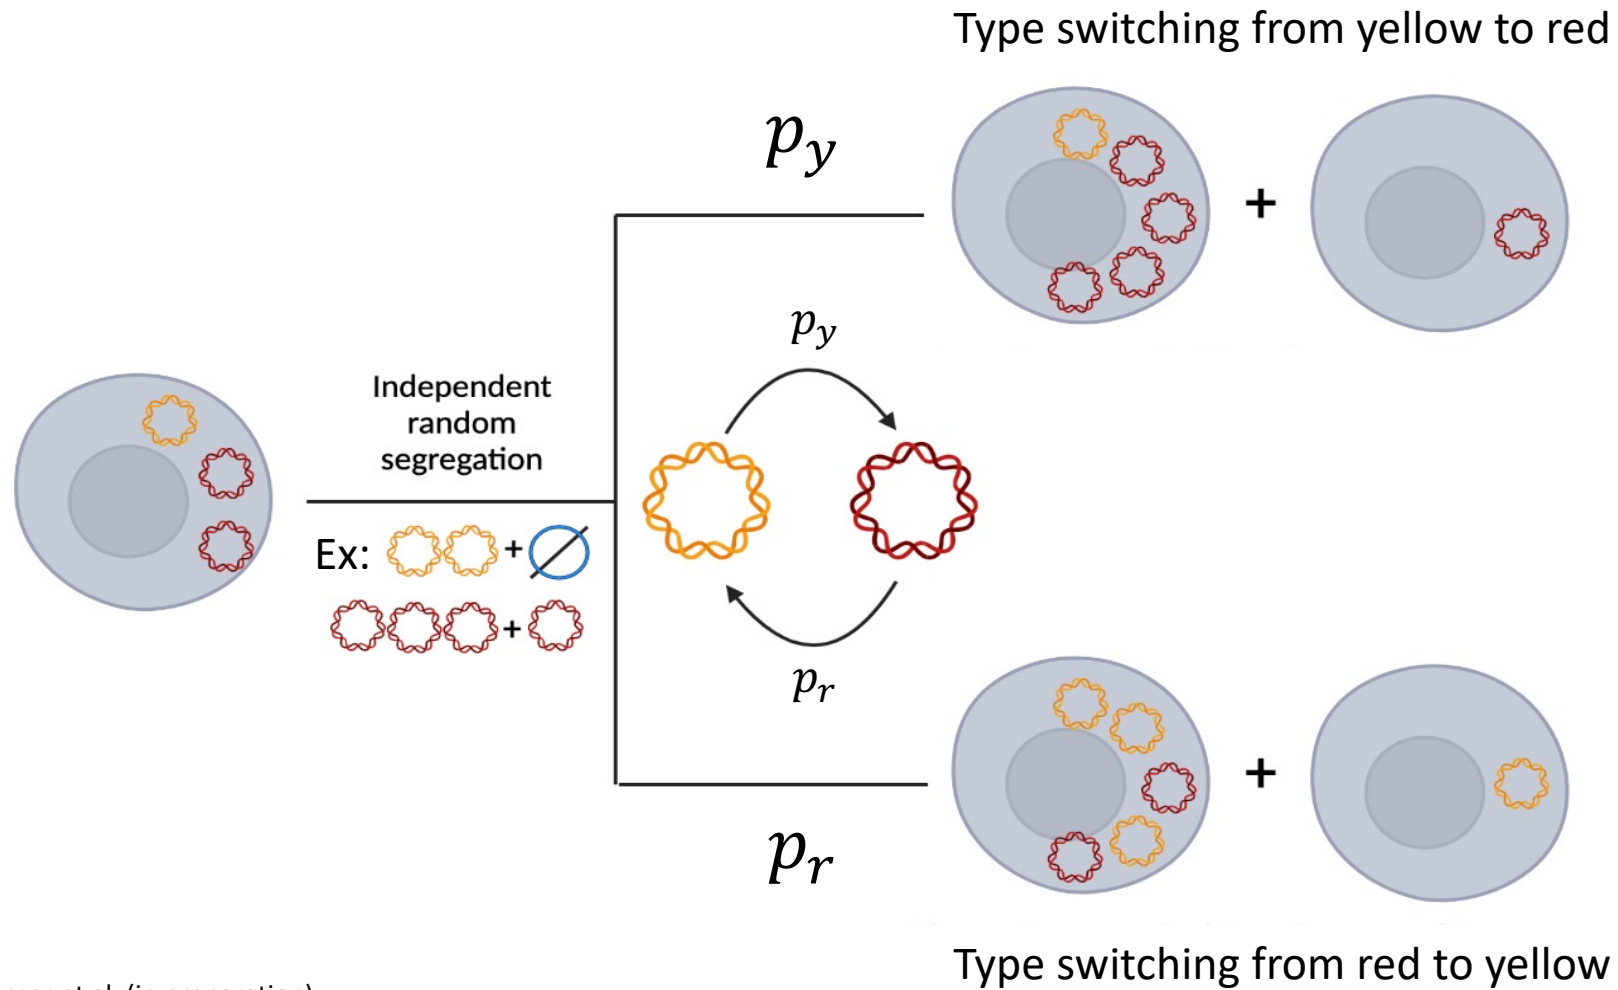 Type switching from yellow to red
p_y
+
p_y
Independent
random
segregation
Ex:
+
+
p_r
+
p_r
Type switching from red to yellow